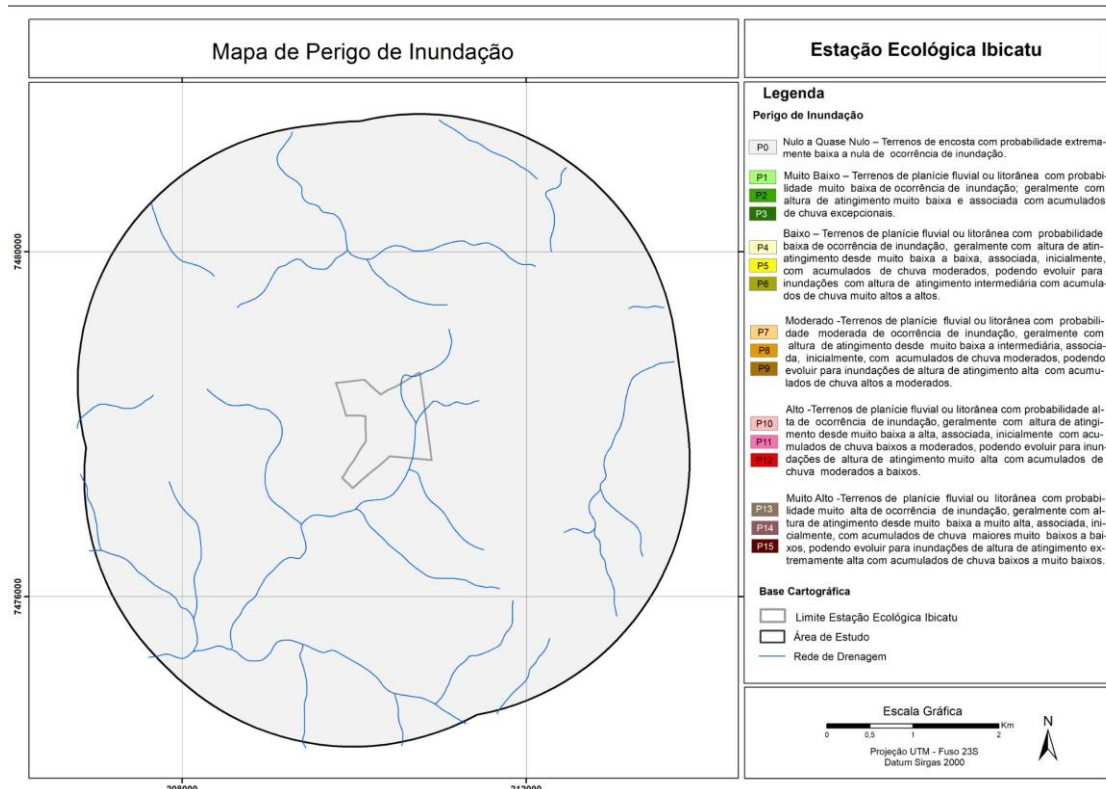 Mapa de Perigo de Inundação
Estação Ecológica Ibicatu
Legenda
Perigo de Inundação
P0
Nulo a Quase Nulo – Terrenos de encosta com probabilidade extrema-
mente baixa a nula de ocorrência de inundação.
P1
P2
P3
Muito Baixo – Terrenos de planície fluvial ou litorânea com probabi-
lidade muito baixa de ocorrência de inundação; geralmente com
altura de atingimento muito baixa e associada com acumulados
de chuva excepcionais.
P4
P5
P6
Baixo – Terrenos de planície fluvial ou litorânea com probabilidade
baixa de ocorrência de inundação, geralmente com altura de atin-
atingimento desde muito baixa a baixa, associada, inicialmente,
com acumulados de chuva moderados, podendo evoluir para
inundações com altura de atingimento intermediária com acumula-
dos de chuva muito altos a altos.
P7
P8
P9
Moderado -Terrenos de planície fluvial ou litorânea com probabili-
dade moderada de ocorrência de inundação, geralmente com
altura de atingimento desde muito baixa a intermediária, associa-
da, inicialmente, com acumulados de chuva moderados, podendo
evoluir para inundações de altura de atingimento alta com acumu-
lados de chuva altos a moderados.
P10
P11
P12
Alto -Terrenos de planície fluvial ou litorânea com probabilidade al-
ta de ocorrência de inundação, geralmente com altura de atingi-
mento desde muito baixa a alta, associada, inicialmente com acu-
mulados de chuva baixos a moderados, podendo evoluir para inun-
dações de altura de atingimento muito alta com acumulados de
chuva moderados a baixos.
P13
P14
P15
Muito Alto -Terrenos de planície fluvial ou litorânea com probabi-
lidade muito alta de ocorrência de inundação, geralmente com al-
tura de atingimento desde muito baixa a muito alta, associada, ini-
cialmente, com acumulados de chuva maiores muito baixos a bai-
xos, podendo evoluir para inundações de altura de atingimento ex-
tremamente alta com acumulados de chuva baixos a muito baixos.
Base Cartográfica
Limite Estação Ecológica Ibicatu
Área de Estudo
Rede de Drenagem
Escala Gráfica
Km
0 0,5 1 2
N
Projeção UTM - Fuso 23S
Datum Sirgas 2000
7480000
7476000